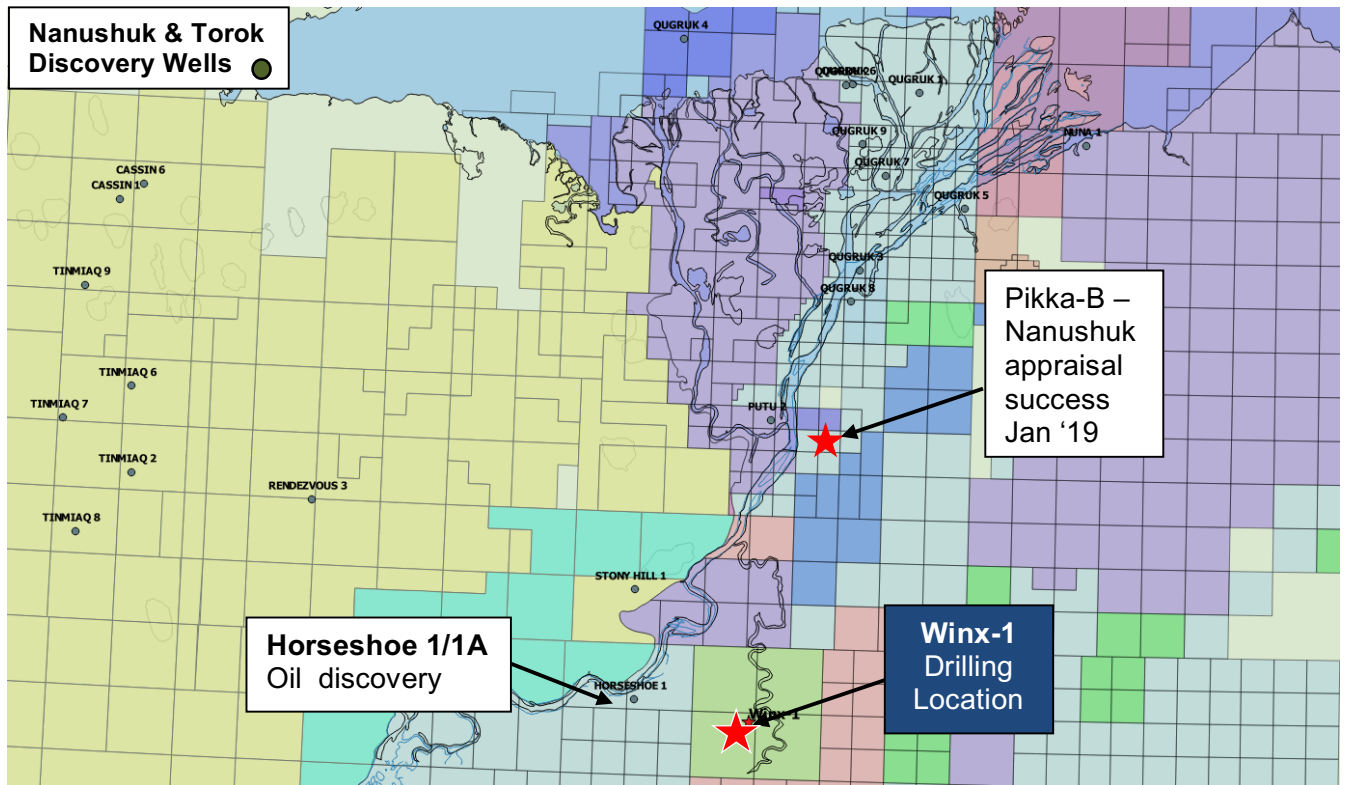 Nanushuk & Torok
Discovery Wells
QUGRUK 4
QUGRUK 1
QUGRUK 9
QUGRUK 7
NUNA 1
CASSIN 6
CASSIN 1
QUGRUK 5
TINMIAQ 9
QUGRUK 3
QUGRUK 8
Pikka-B –
Nanushuk
appraisal
success
Jan ‘19
TINMIAQ 6
TINMIAQ 7
PUTU 2
TINMIAQ 2
RENDEZVOUS 3
TINMIAQ 8
STONY HILL 1
Horseshoe 1/1A
Oil discovery
Winx-1
Drilling
Location
HORSESHOE 1
Winx-1